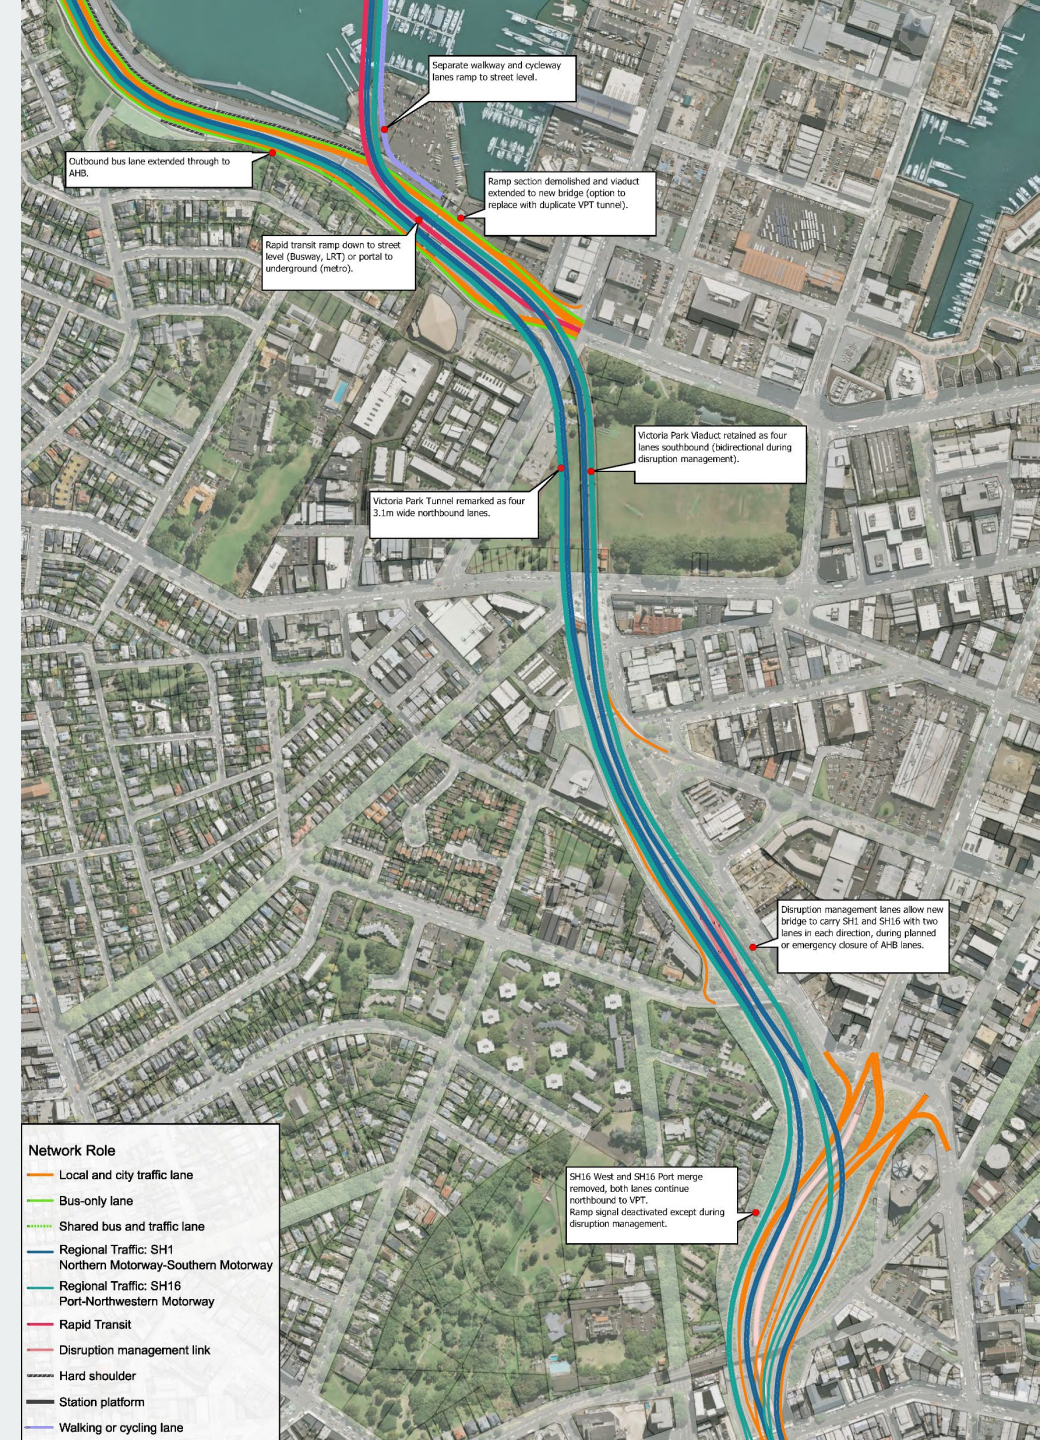 Separate walkway and cycleway
lanes ramp to street level.
Outbound bus lane extended through to
AHB.
Ramp section demolished and viaduct
extended to new bridge (option to
replace with duplicate VPT tunnel).
Rapid transit ramp down to street
level (Busway, LRT) or portal to
underground (metro).
Victoria Park Viaduct retained as four
lanes southbound (bidirectional during
disruption management).
Victoria Park Tunnel remarked as four
3.1m wide northbound lanes.
Disruption management lanes allow new
bridge to carry SH1 and SH16 with two
lanes in each direction, during planned
or emergency closure of AHB lanes.
SH16 West and SH16 Port merge
removed, both lanes continue
northbound to VPT.
Ramp signal deactivated except during
disruption management.
Network Role
Local and city traffic lane
Bus-only lane
Shared bus and traffic lane
Regional Traffic: SH1
Northern Motorway-Southern Motorway
Regional Traffic: SH16
Port-Northwestern Motorway
Rapid Transit
Disruption management link
Hard shoulder
Station platform
Walking or cycling lane